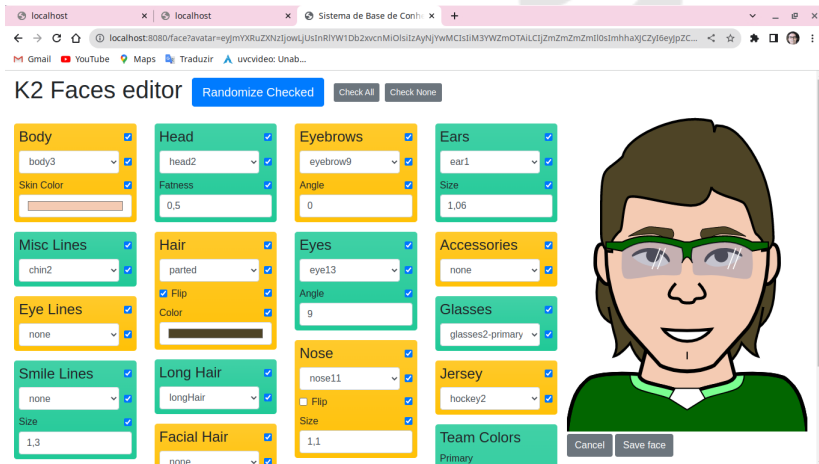 localhost
localhost
Sistema de Base de Conhe
localhost:8080/face?avatar=
Gmail YouTube Maps Traduzir uvcvideo: Unab...
K2 Faces editor Randomize Checked Check All Check None
Body
body3
Skin Color
Misc Lines
chin2
Eye Lines
none
Smile Lines
none
Size
1,3
Head
head2
Fatness
0,5
Hair
parted
Flip
Color
Long Hair
longHair
Facial Hair
none
Eyebrows
eyebrow9
Angle
0
Eyes
eye13
Angle
9
Nose
nose11
Flip
Size
1,1
Ears
ear1
Size
1,06
Accessories
none
Glasses
glasses2-primary
Jersey
hockey2
Team Colors
Primary
Cancel Save face